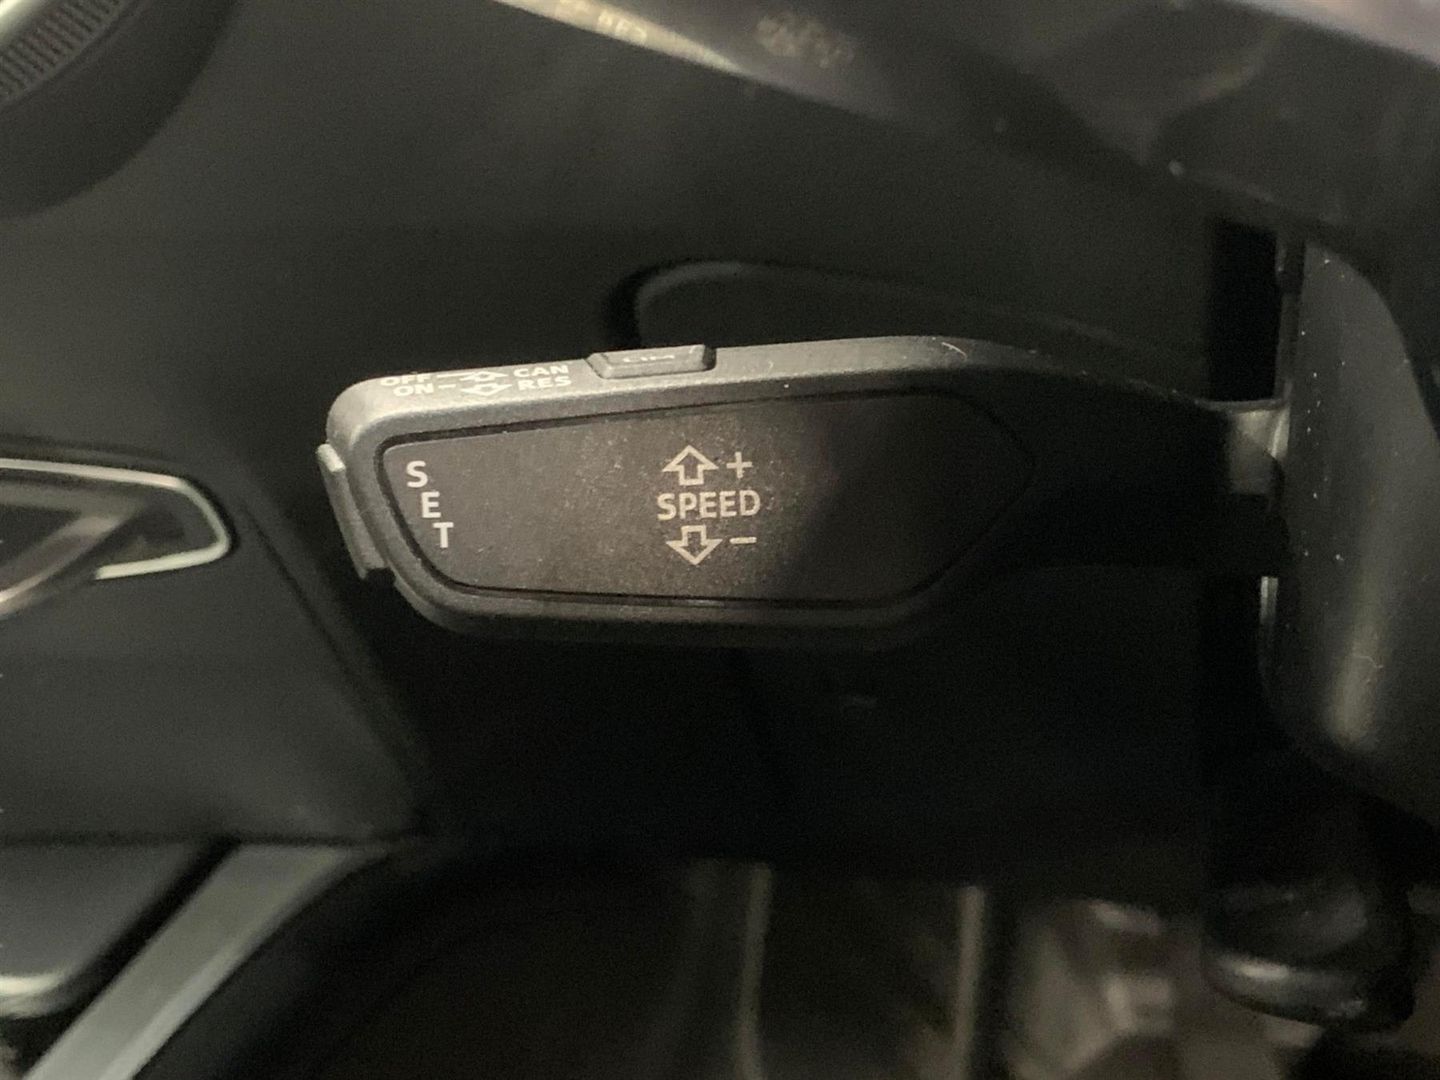 OFF CAN
ON RES
S
E
T
+
SPEED
-